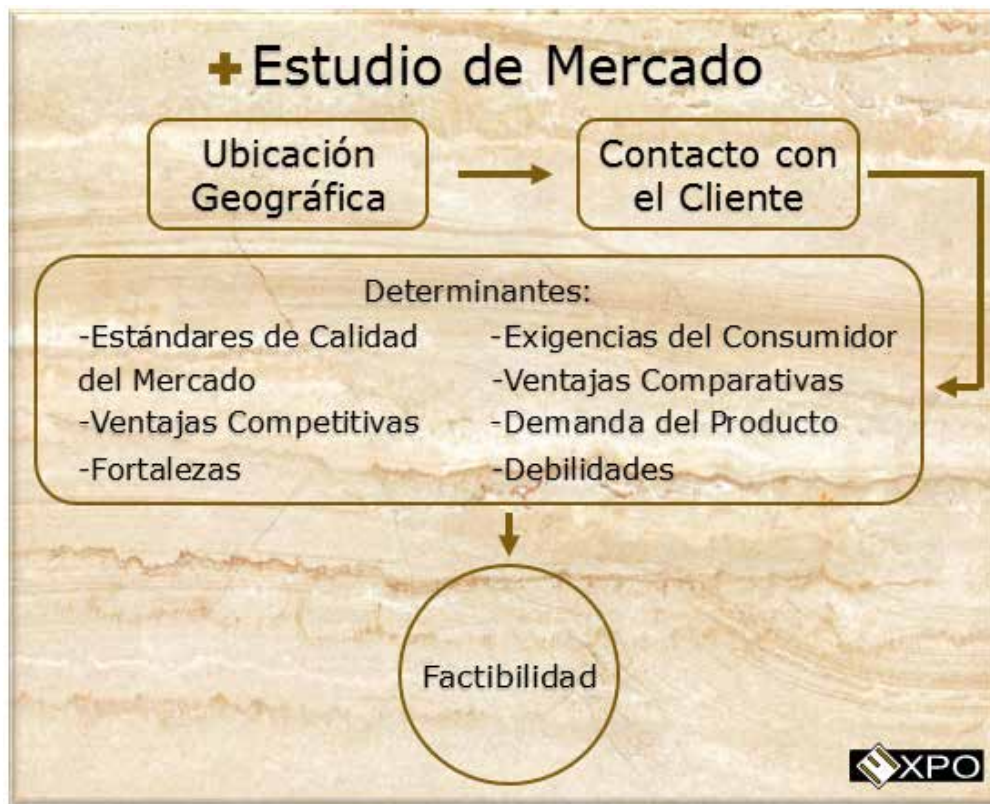 Estudio de Mercado
Ubicación
Geográfica
Contacto con
el Cliente
Determinantes:
-Estándares de Calidad
del Mercado
-Ventajas Competitivas
-Fortalezas
-Exigencias del Consumidor
-Ventajas Comparativas
-Demanda del Producto
-Debilidades
Factibilidad
EXPO